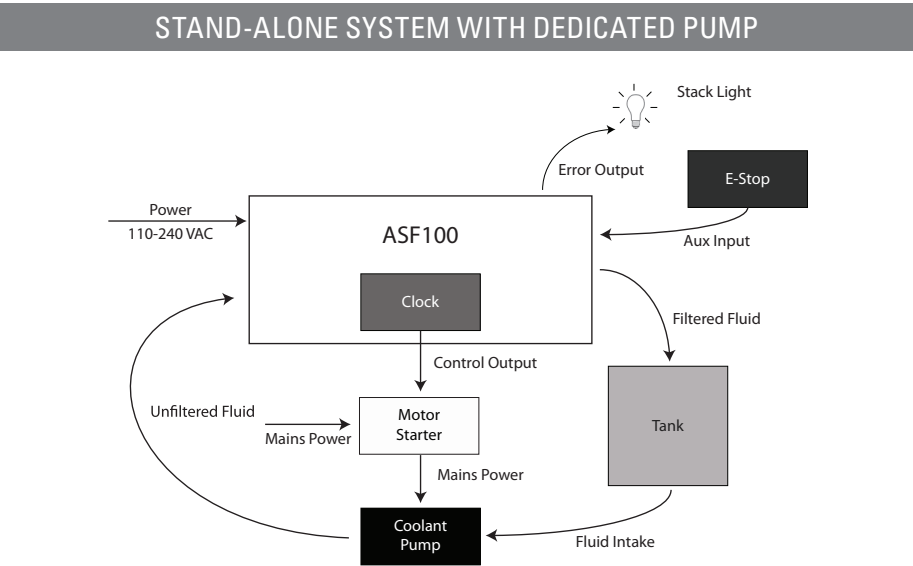 STAND-ALONE SYSTEM WITH DEDICATED PUMP
Stack Light
Error Output
E-Stop
Power
110-240 VAC
ASF100
Aux Input
Clock
Filtered Fluid
Control Output
Unfiltered Fluid
Mains Power
Motor
Starter
Tank
Mains Power
Coolant
Pump
Fluid Intake